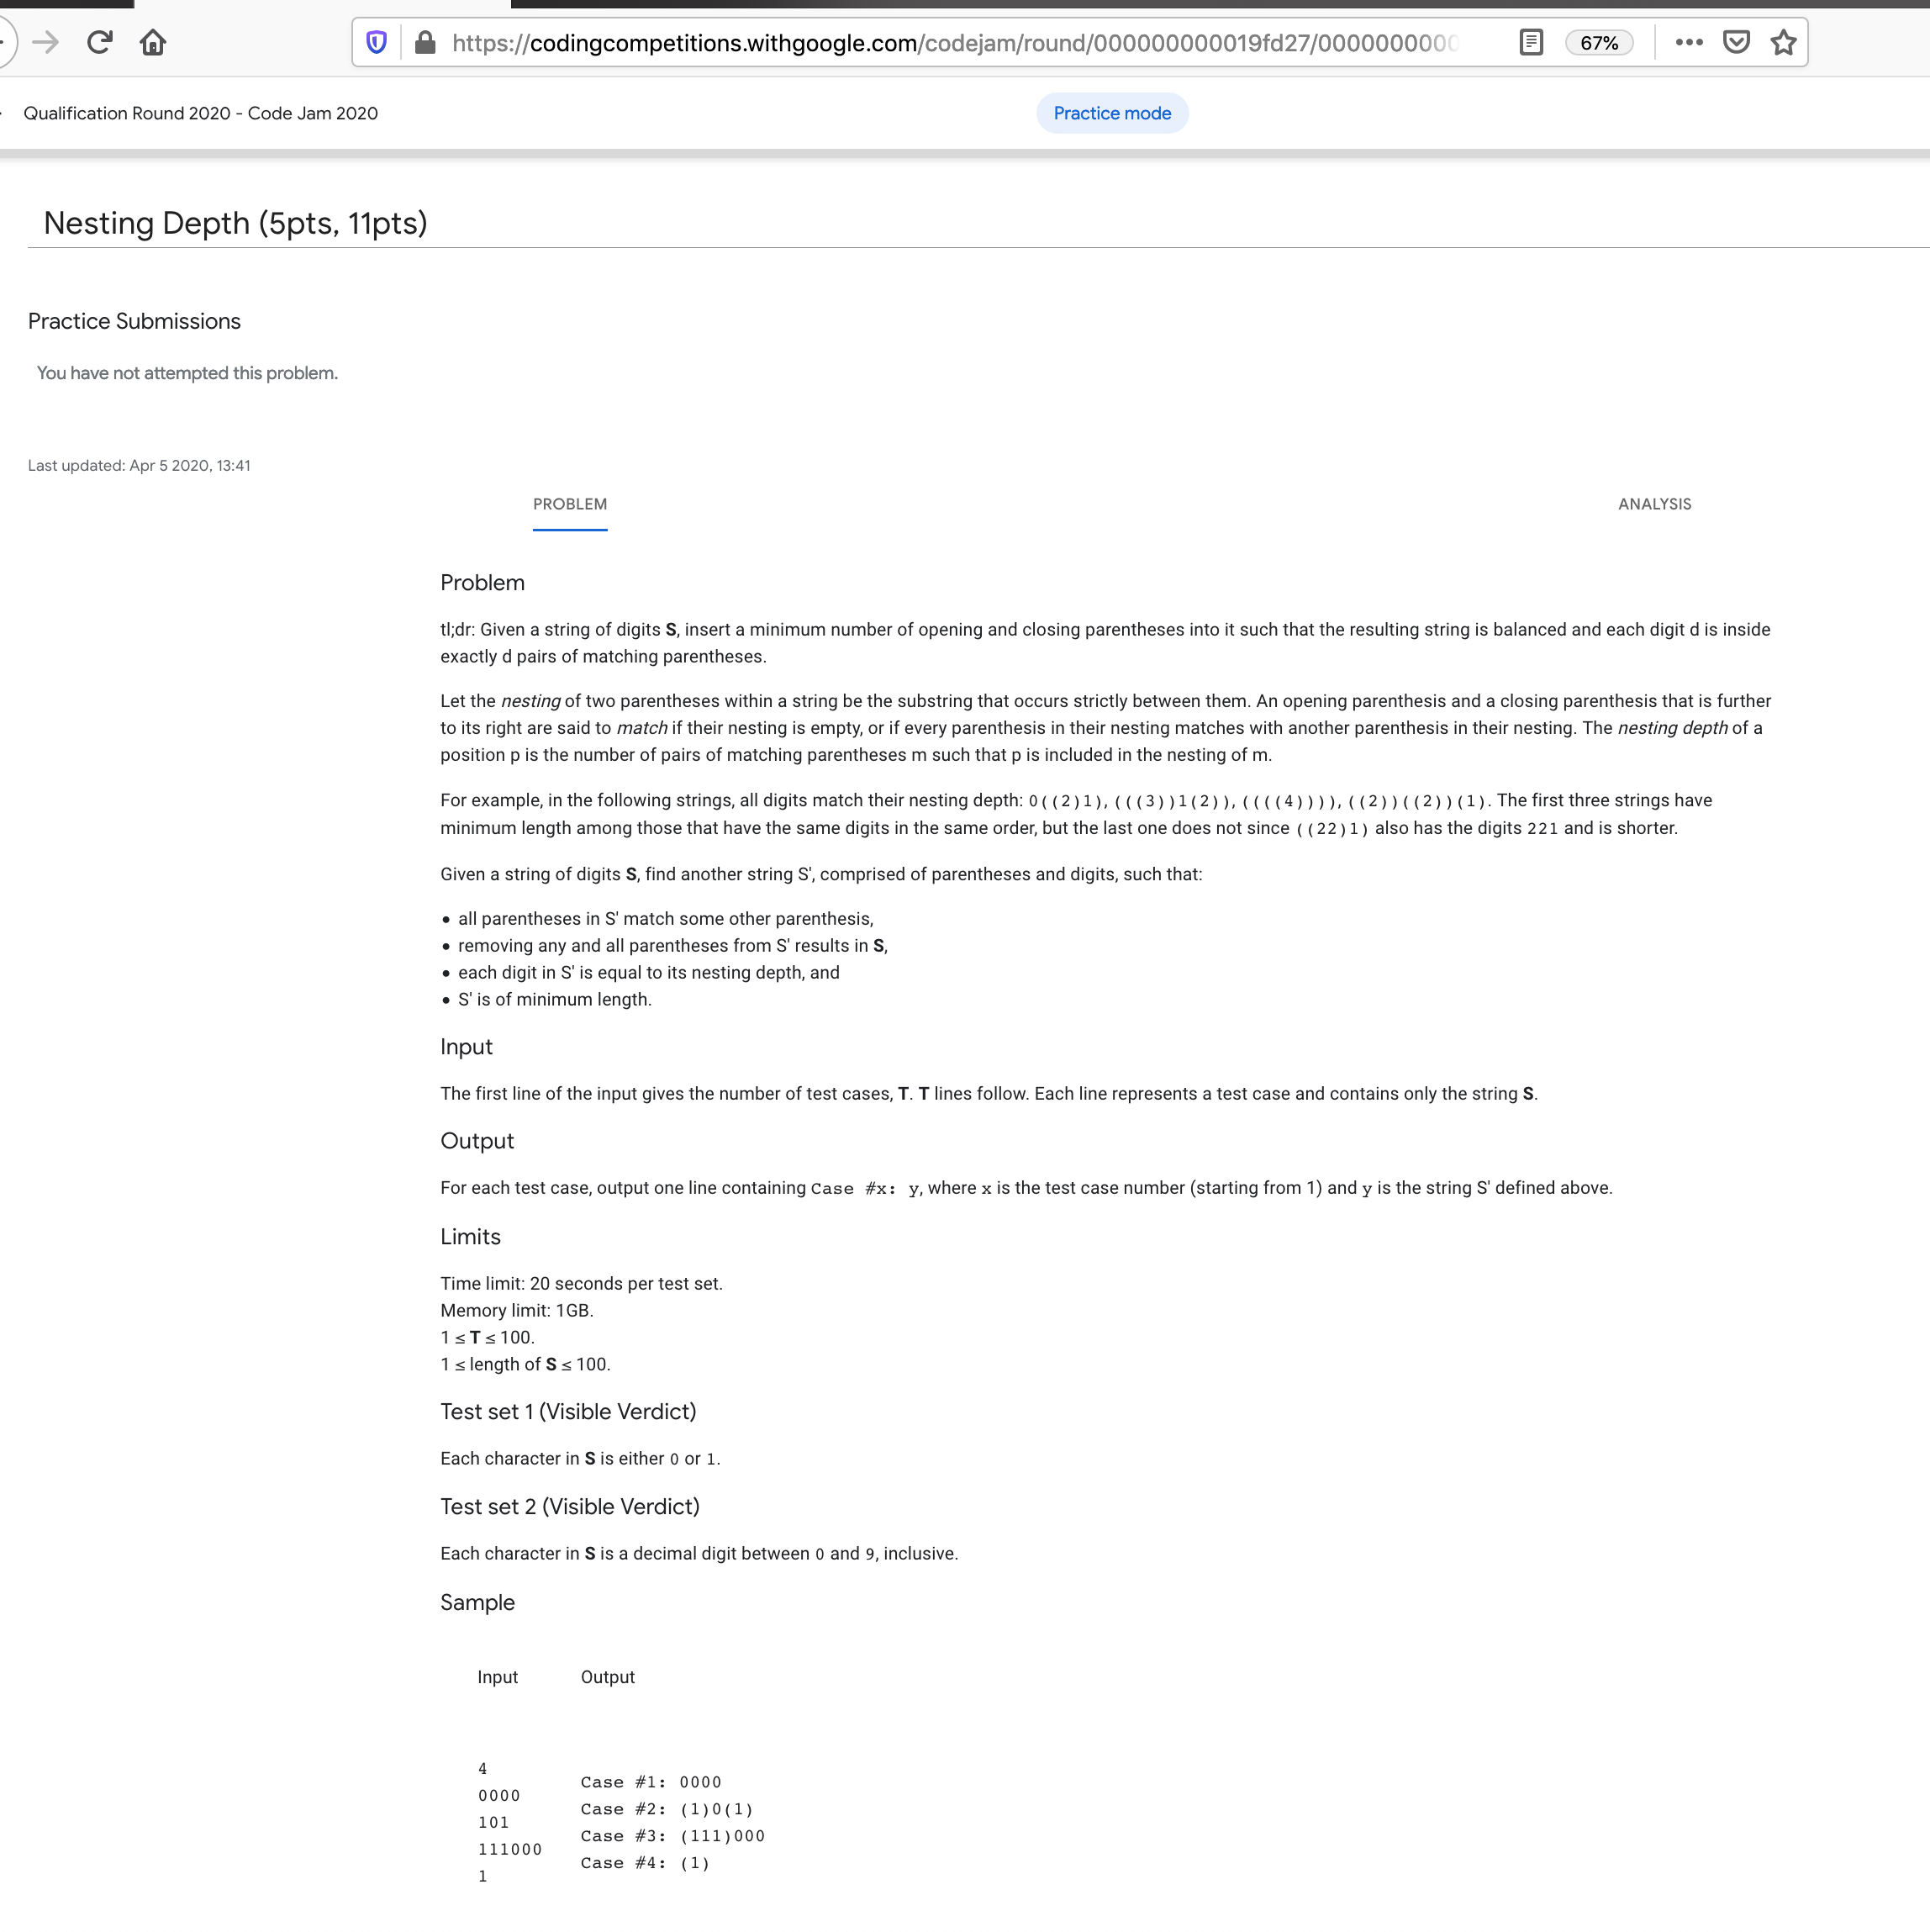 https://codingcompetitions.withgoogle.com/codejam/round/000000000019fd27/0000000000
67%
Qualification Round 2020 - Code Jam 2020
Practice mode
Nesting Depth (5pts, 11pts)
Practice Submissions
You have not attempted this problem.
Last updated: Apr 5 2020, 13:41
PROBLEM
ANALYSIS
Problem
tl;dr: Given a string of digits S, insert a minimum number of opening and closing parentheses into it such that the resulting string is balanced and each digit d is inside
exactly d pairs of matching parentheses.
Let the nesting of two parentheses within a string be the substring that occurs strictly between them. An opening parenthesis and a closing parenthesis that is further
to its right are said to match if their nesting is empty, or if every parenthesis in their nesting matches with another parenthesis in their nesting. The nesting depth of a
position p is the number of pairs of matching parentheses m such that p is included in the nesting of m.
For example, in the following strings, all digits match their nesting depth: 0((2)1), (((3))1(2)), ((((4)))), ((2))((2))(1). The first three strings have
minimum length among those that have the same digits in the same order, but the last one does not since ((22)1) also has the digits 221 and is shorter.
Given a string of digits S, find another string S', comprised of parentheses and digits, such that:
• all parentheses in S' match some other parenthesis,
• removing any and all parentheses from S' results in S,
• each digit in S' is equal to its nesting depth, and
• S' is of minimum length.
Input
The first line of the input gives the number of test cases, T. T lines follow. Each line represents a test case and contains only the string S.
Output
For each test case, output one line containing Case #x: y, where x is the test case number (starting from 1) and y is the string S' defined above.
Limits
Time limit: 20 seconds per test set.
Memory limit: 1GB.
1 ≤ T ≤ 100.
1 ≤ length of S ≤ 100.
Test set 1 (Visible Verdict)
Each character in S is either 0 or 1.
Test set 2 (Visible Verdict)
Each character in S is a decimal digit between 0 and 9, inclusive.
Sample
Input
Output
4
0000
101
111000
1
Case #1: 0000
Case #2: (1)0(1)
Case #3: (111)000
Case #4: (1)